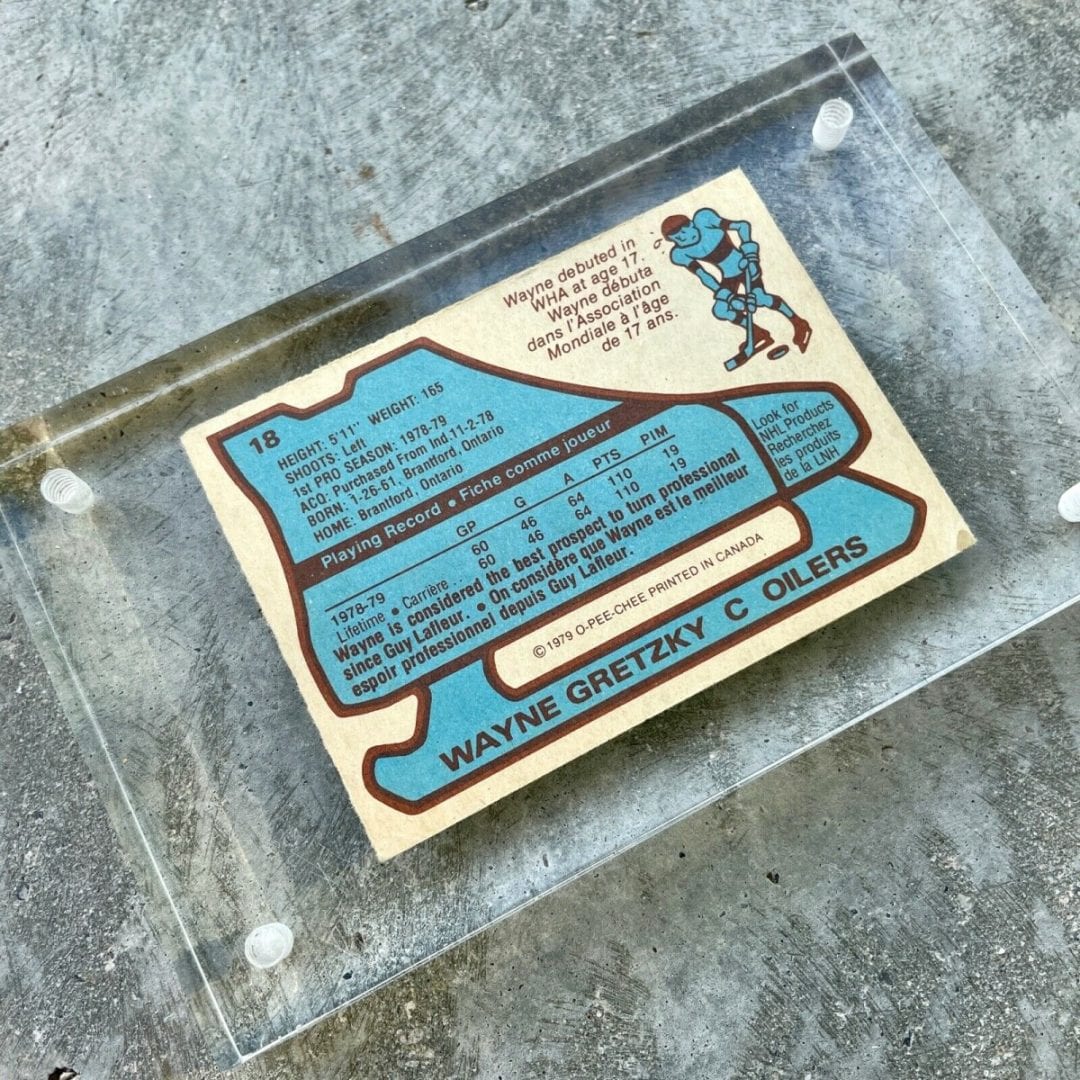 Wayne debuted in
WHA at age 17.
Wayne débuta
dans l'Association
Mondiale à l'âge
de 17 ans.
18
HEIGHT: 5'11" WEIGHT: 165
SHOOTS: Left
1st PRO SEASON: 1978-79
ACQ: Purchased From Ind.11-2-78
BORN: 1-26-61, Brantford, Ontario
HOME: Brantford, Ontario
Playing Record • Fiche comme joueur
GP G A PTS PIM
1978-79 60 46 64 110 19
Lifetime • Carrière . . 60 46 64 110 19
Wayne is considered the best prospect to turn professional
since Guy Lafleur. • On considère que Wayne est le meilleur
espoir professionnel depuis Guy Lafleur.
Look for
NHL Products
Recherchez
les produits
de la LNH
© 1979 O-PEE-CHEE PRINTED IN CANADA
WAYNE GRETZKY C OILERS